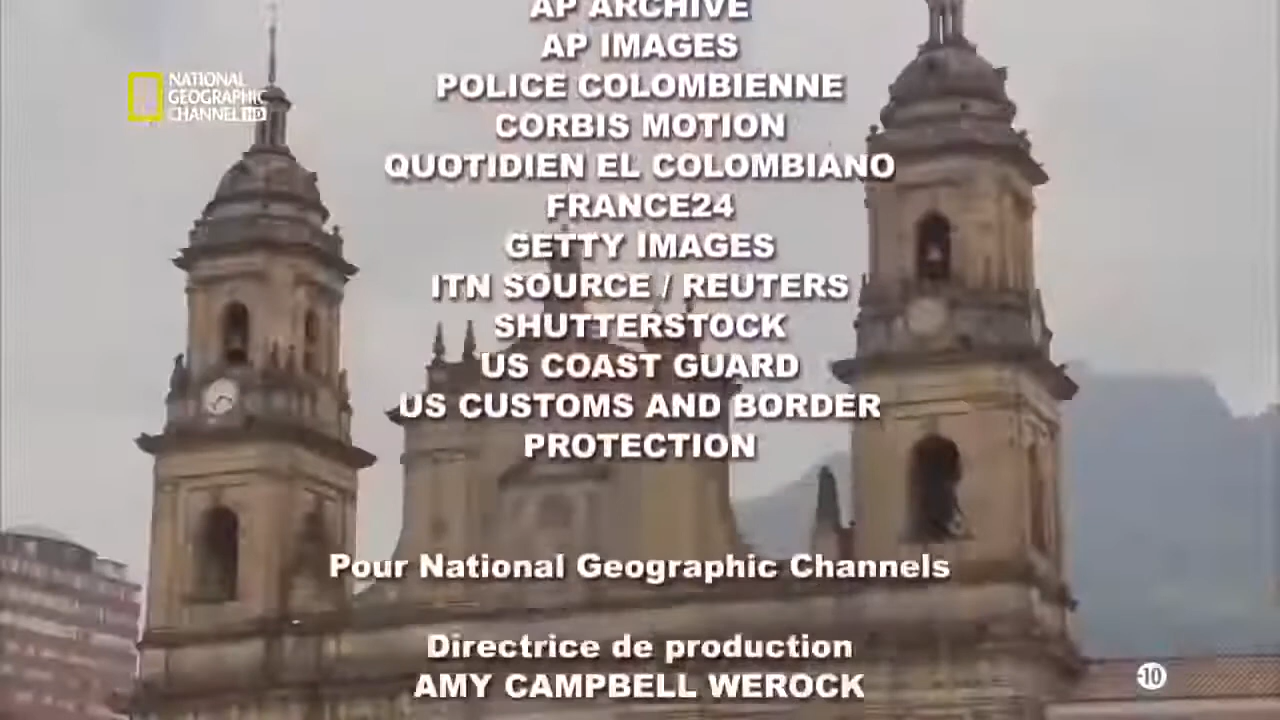 AP ARCHIVE
AP IMAGES
NATIONAL
GEOGRAPHIC
CHANNEL HD
POLICE COLOMBIENNE
CORBIS MOTION
QUOTIDIEN EL COLOMBIANO
FRANCE24
GETTY IMAGES
ITN SOURCE / REUTERS
SHUTTERSTOCK
US COAST GUARD
US CUSTOMS AND BORDER
PROTECTION
Pour National Geographic Channels
Directrice de production
AMY CAMPBELL WEROCK
-10